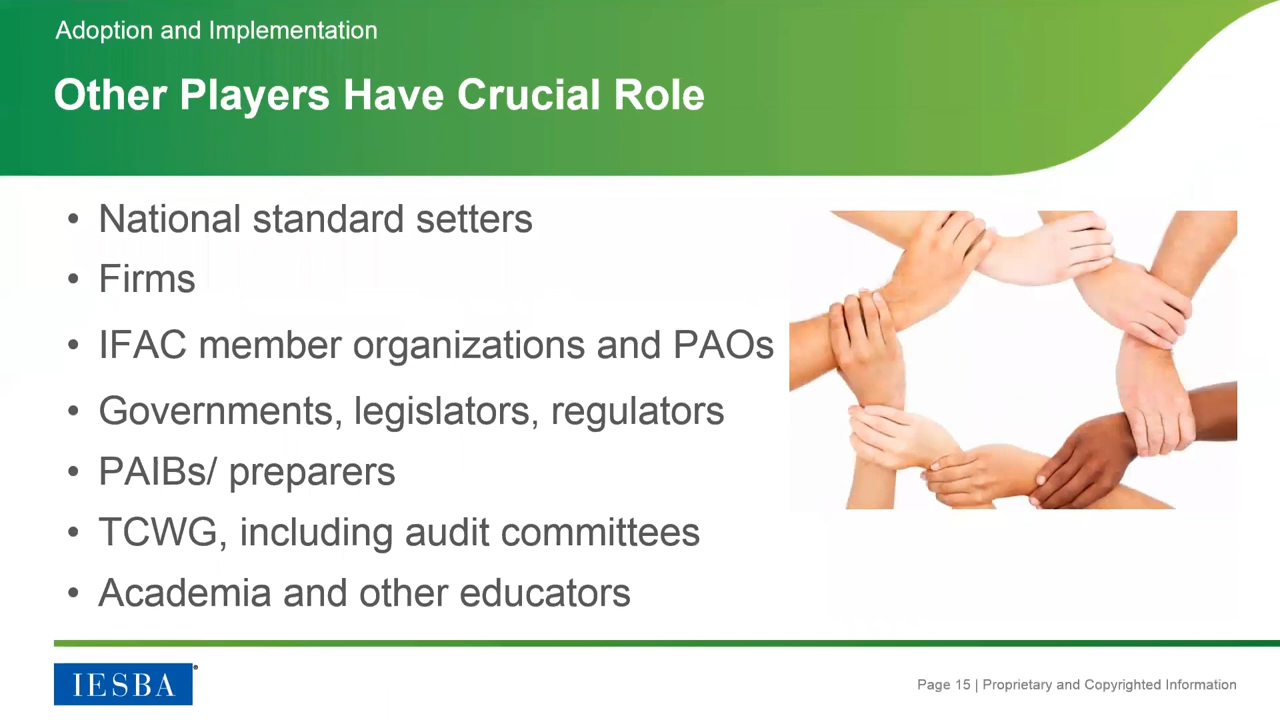 Adoption and Implementation
Other Players Have Crucial Role
• National standard setters
• Firms
• IFAC member organizations and PAOs
• Governments, legislators, regulators
• PAIBs/ preparers
• TCWG, including audit committees
• Academia and other educators
IESBA®
Page 15 | Proprietary and Copyrighted Information